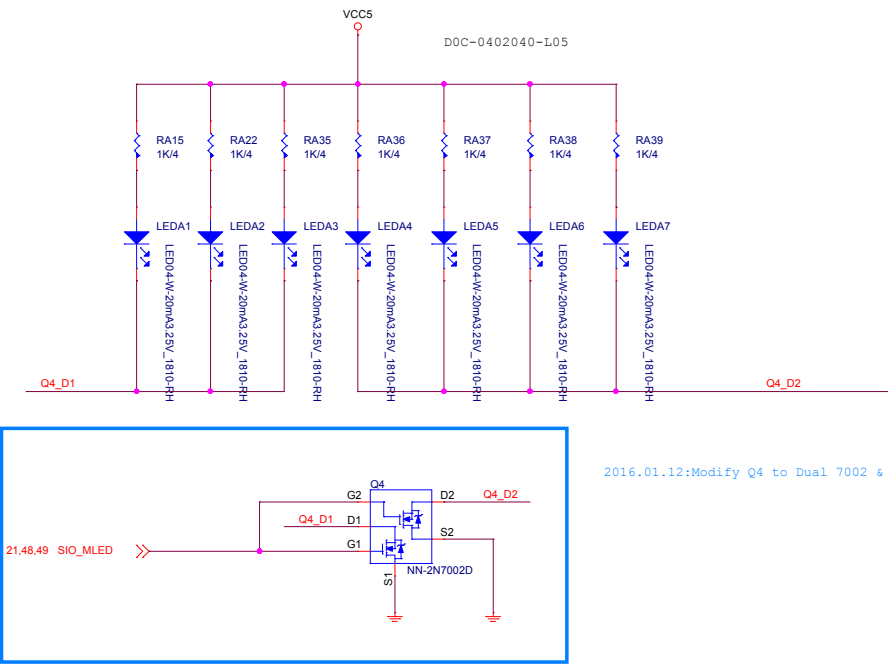 VCC5
D0C-0402040-L05
RA15
1K/4
RA22
1K/4
RA35
1K/4
RA36
1K/4
RA37
1K/4
RA38
1K/4
RA39
1K/4
LEDA1
LEDA2
LEDA3
LEDA4
LEDA5
LEDA6
LEDA7
LED04-W-20mA3.25V_1810-RH
LED04-W-20mA3.25V_1810-RH
LED04-W-20mA3.25V_1810-RH
LED04-W-20mA3.25V_1810-RH
LED04-W-20mA3.25V_1810-RH
LED04-W-20mA3.25V_1810-RH
LED04-W-20mA3.25V_1810-RH
Q4_D1
Q4_D2
2016.01.12:Modify Q4 to Dual 7002 &
Q4
G2
D2
Q4_D2
Q4_D1
D1
S2
G1
21,48,49 SIO_MLED
S1
NN-2N7002D